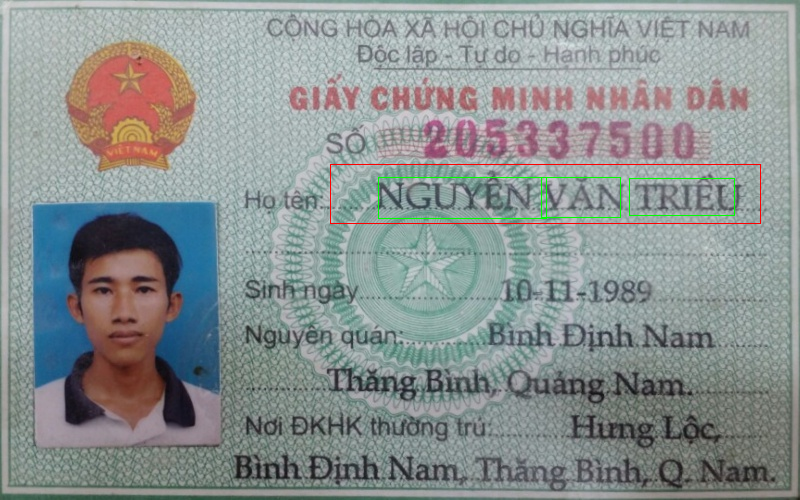 CỘNG HÒA XÃ HỘI CHỦ NGHĨA VIỆT NAM
Độc lập - Tự do - Hạnh phúc
GIẤY CHỨNG MINH NHÂN DÂN
SỐ 205337500
Họ tên: NGUYỄN VĂN TRIỀU
Sinh ngày 10-11-1989
Nguyên quán: Bình Định Nam
Thăng Bình, Quảng Nam.
Nơi ĐKHK thường trú: Hưng Lộc,
Bình Định Nam, Thăng Bình, Q. Nam.
VIỆT NAM